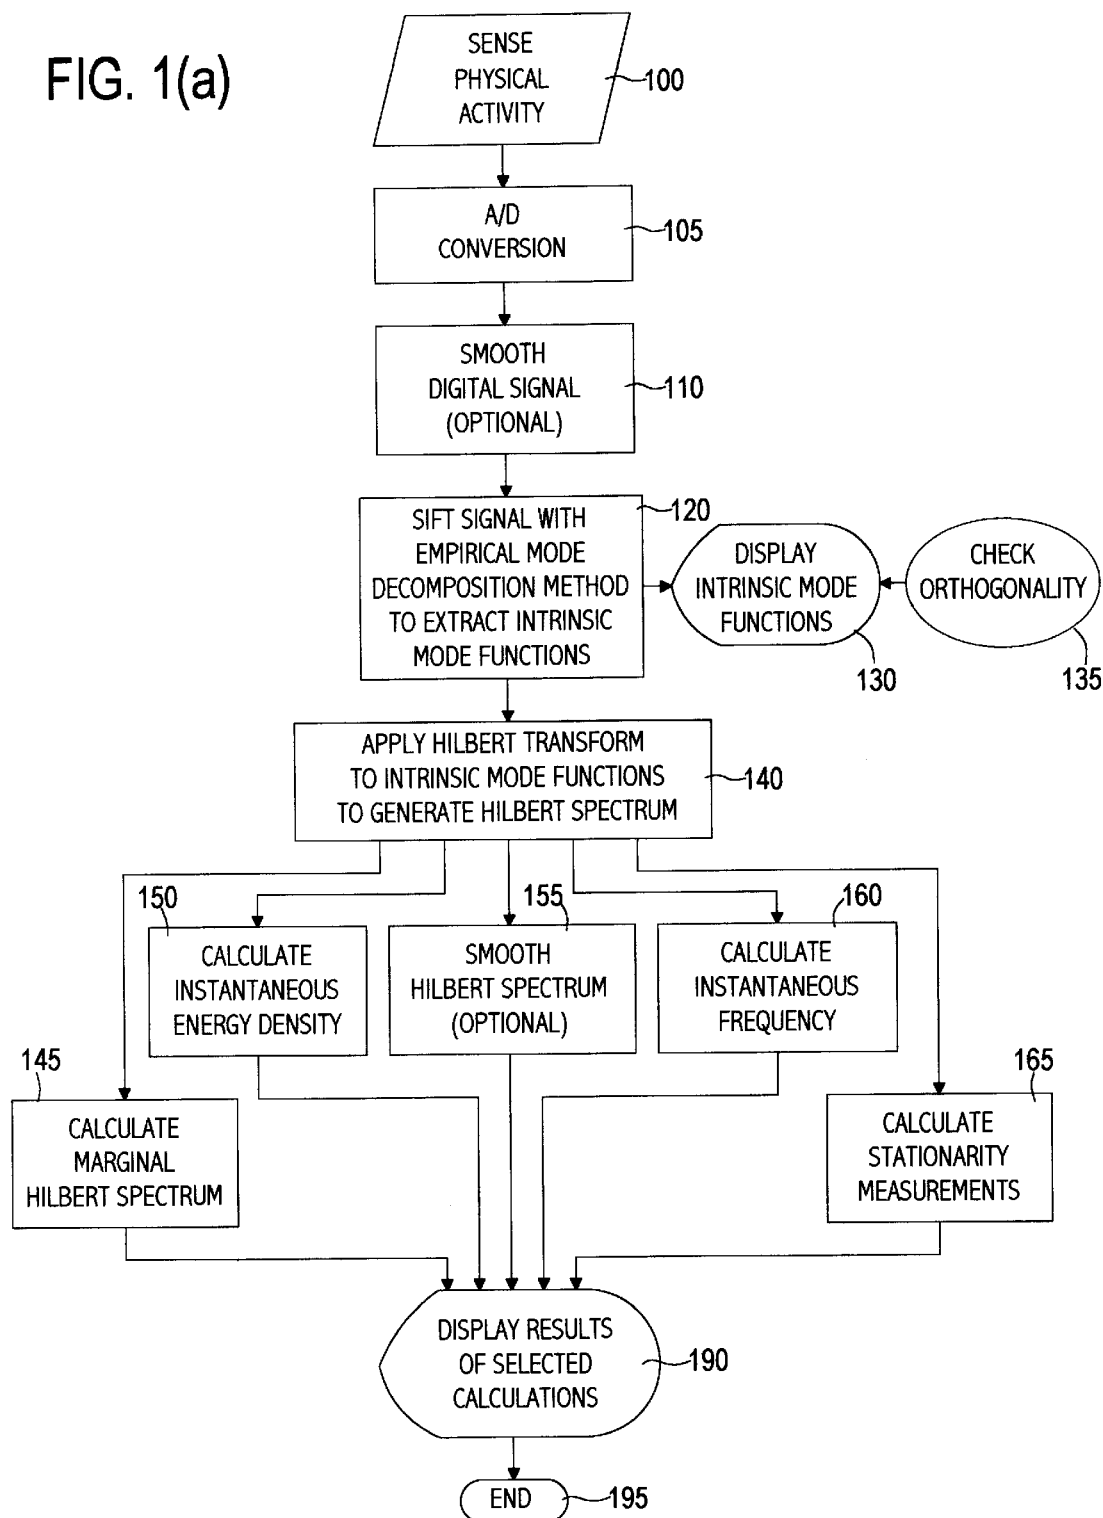 FIG. 1(a)
SENSE
PHYSICAL
ACTIVITY
100
A/D
CONVERSION
105
SMOOTH
DIGITAL SIGNAL
(OPTIONAL)
110
SIFT SIGNAL WITH
EMPIRICAL MODE
DECOMPOSITION METHOD
TO EXTRACT INTRINSIC
MODE FUNCTIONS
120
DISPLAY
INTRINSIC MODE
FUNCTIONS
130
CHECK
ORTHOGONALITY
135
APPLY HILBERT TRANSFORM
TO INTRINSIC MODE FUNCTIONS
TO GENERATE HILBERT SPECTRUM
140
150
CALCULATE
INSTANTANEOUS
ENERGY DENSITY
155
SMOOTH
HILBERT SPECTRUM
(OPTIONAL)
160
CALCULATE
INSTANTANEOUS
FREQUENCY
145
CALCULATE
MARGINAL
HILBERT SPECTRUM
165
CALCULATE
STATIONARITY
MEASUREMENTS
DISPLAY RESULTS
OF SELECTED
CALCULATIONS
190
END
195